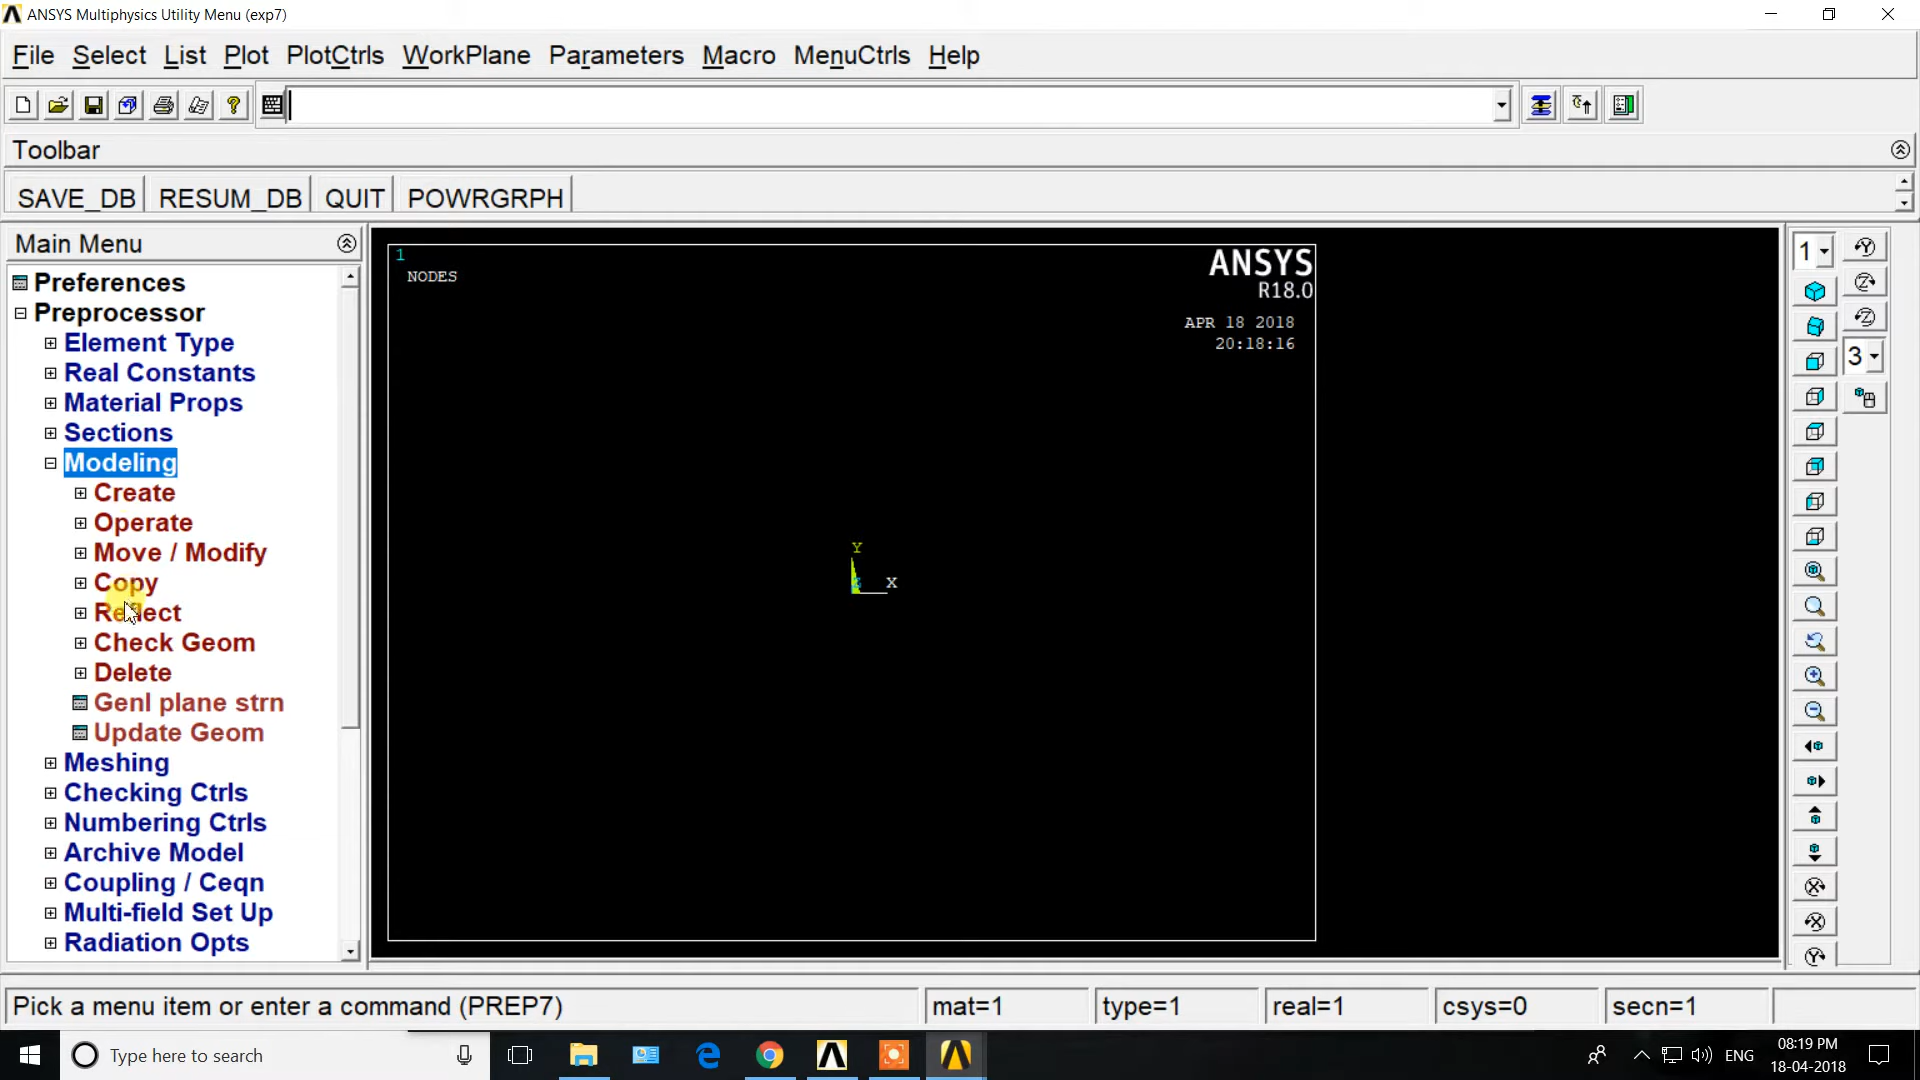 ANSYS Multiphysics Utility Menu (exp7)
File Select List Plot PlotCtrls WorkPlane Parameters Macro MenuCtrls Help
Toolbar
SAVE_DB RESUM_DB QUIT POWRGRPH
Main Menu
Preferences
Preprocessor
Element Type
Real Constants
Material Props
Sections
Modeling
Create
Operate
Move / Modify
Copy
Reflect
Check Geom
Delete
Genl plane strn
Update Geom
Meshing
Checking Ctrls
Numbering Ctrls
Archive Model
Coupling / Ceqn
Multi-field Set Up
Radiation Opts
1
NODES
ANSYS
R18.0
APR 18 2018
20:18:16
Y
X
1
3
Pick a menu item or enter a command (PREP7) mat=1 type=1 real=1 csys=0 secn=1
Type here to search
ENG
08:19 PM
18-04-2018